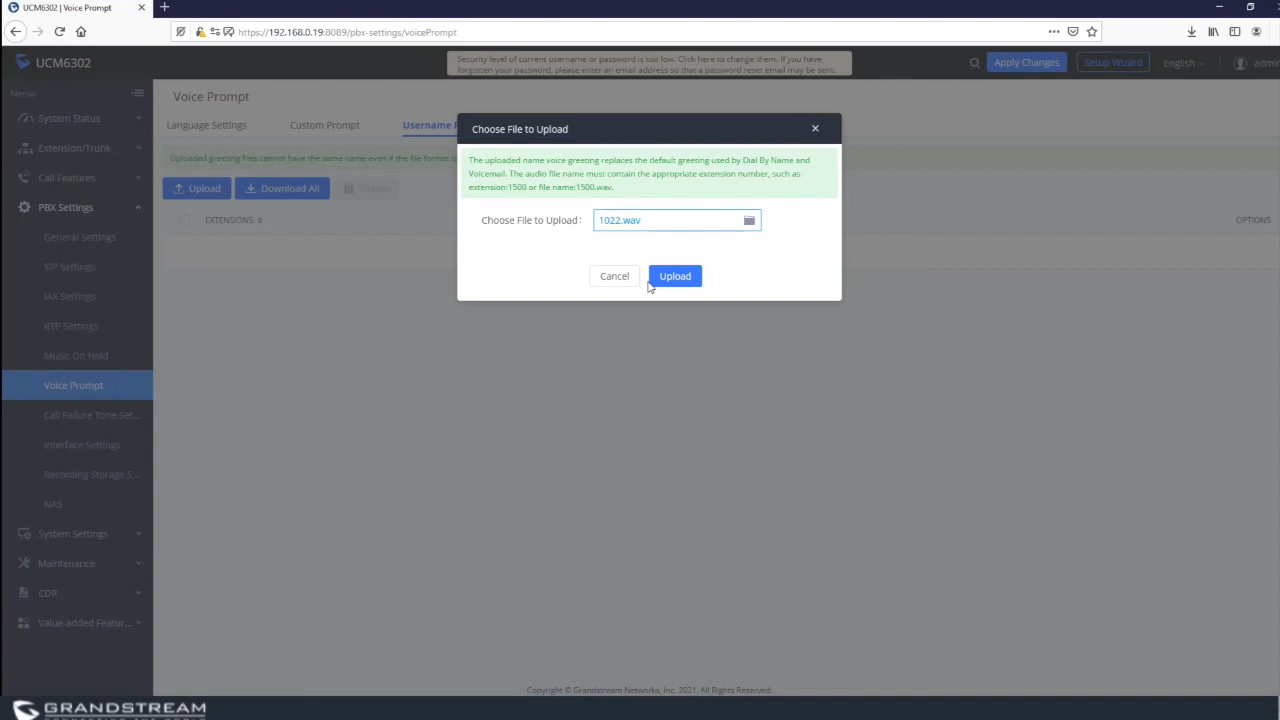 UCM6302 | Voice Prompt
https://192.168.0.19:8089/pbx-settings/voicePrompt
UCM6302
Security level of current username or password is too low. Click here to change them. If you have
forgotten your password, please enter an email address so that a password reset email may be sent.
Apply Changes
Setup Wizard
English
admin
Menus
System Status
Extension/Trunk
Call Features
PBX Settings
General Settings
SIP Settings
IAX Settings
RTP Settings
Music On Hold
Voice Prompt
Call Failure Tone Set...
Interface Settings
Recording Storage S...
NAS
System Settings
Maintenance
CDR
Value-added Featur...
Voice Prompt
Language Settings
Custom Prompt
Username P
Uploaded greeting files cannot have the same name even if the file format is
Upload
Download All
Delete
EXTENSIONS
OPTIONS
Choose File to Upload
The uploaded name voice greeting replaces the default greeting used by Dial By Name and
Voicemail. The audio file name must contain the appropriate extension number, such as
extension:1500 or file name:1500.wav.
Choose File to Upload:
1022.wav
Cancel
Upload
Copyright © Grandstream Networks, Inc. 2021. All Rights Reserved.
GRANDSTREAM
CONNECTING THE WORLD